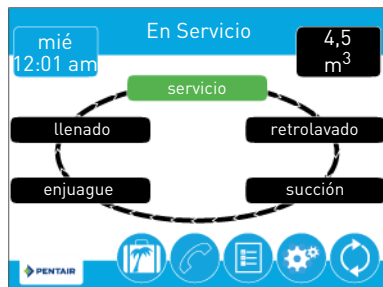 mié
12:01 am
En Servicio
4,5
m³
servicio
llenado
retrolavado
enjuague
succión
PENTAIR